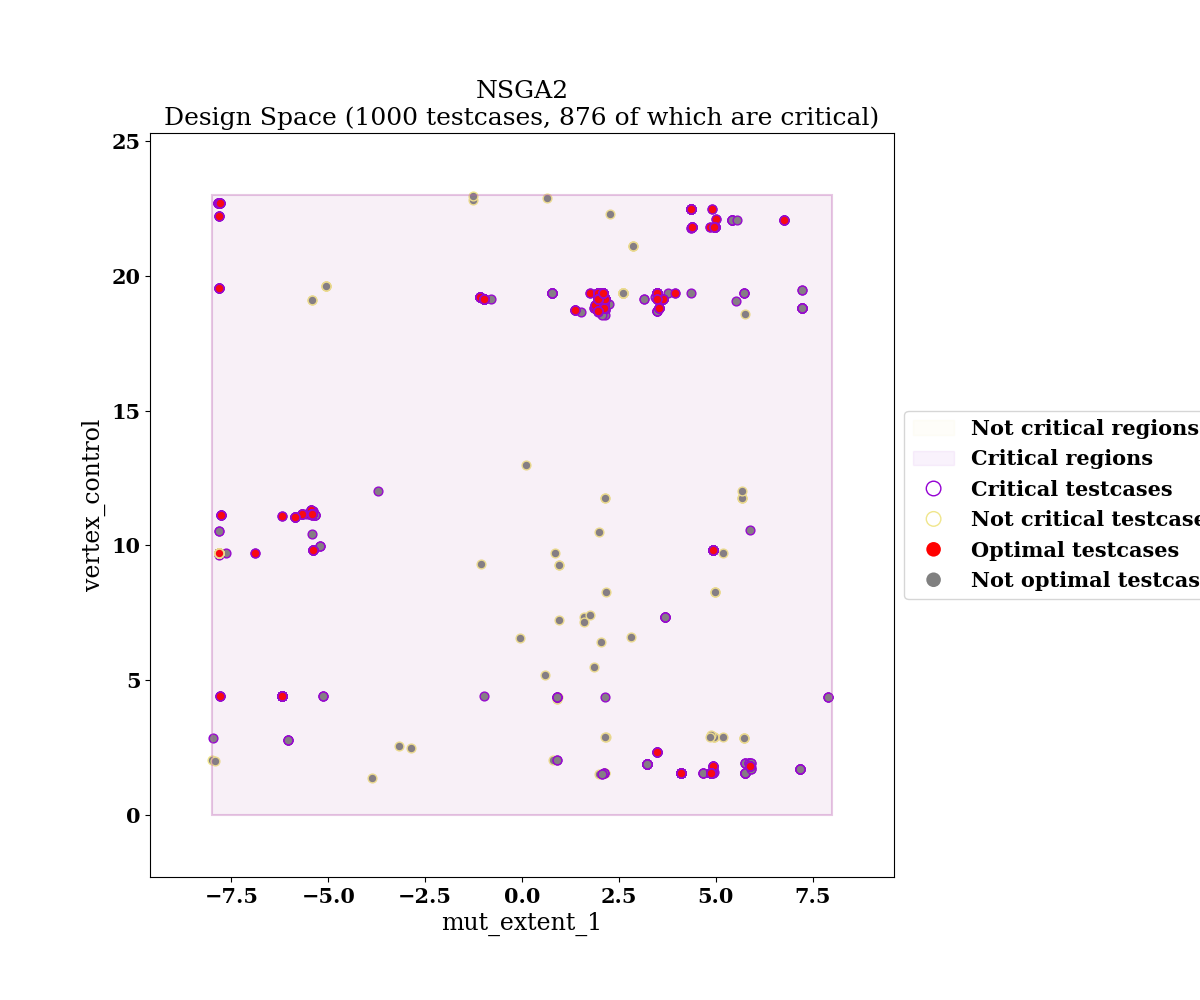 NSGA2
Design Space (1000 testcases, 876 of which are critical)
25
20
15
10
5
0
vertex_control
−7.5
−5.0
−2.5
0.0
2.5
5.0
7.5
mut_extent_1
Not critical regions
Critical regions
Critical testcases
Not critical testcase
Optimal testcases
Not optimal testcas